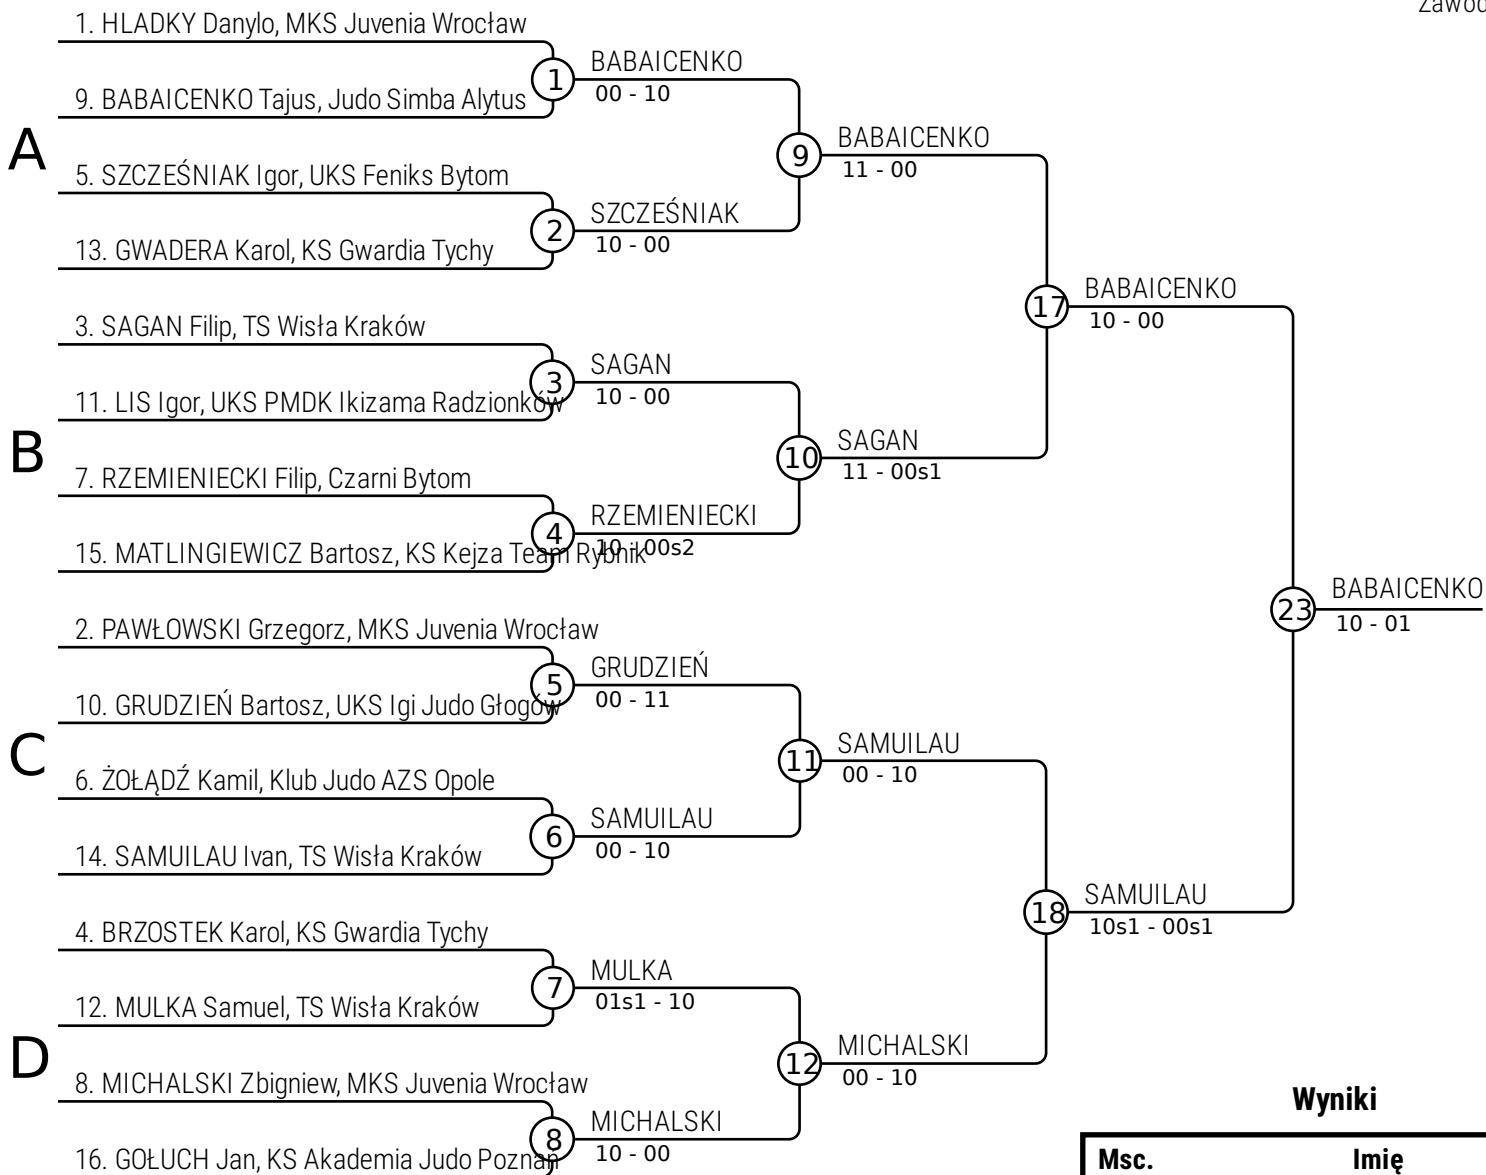 Zawod
1. HLADKY Danylo, MKS Juvenia Wrocław
1
BABAICENKO
00 - 10
9. BABAICENKO Tajus, Judo Simba Alytus
A
9
BABAICENKO
11 - 00
5. SZCZEŚNIAK Igor, UKS Feniks Bytom
2
SZCZEŚNIAK
10 - 00
13. GWADERA Karol, KS Gwardia Tychy
17
BABAICENKO
10 - 00
3. SAGAN Filip, TS Wisła Kraków
3
SAGAN
10 - 00
11. LIS Igor, UKS PMDK Ikizama Radzionków
B
10
SAGAN
11 - 00s1
7. RZEMIENIECKI Filip, Czarni Bytom
4
RZEMIENIECKI
10 - 00s2
15. MATLINGIEWICZ Bartosz, KS Kejza Team Rybnik
23
BABAICENKO
10 - 01
2. PAWŁOWSKI Grzegorz, MKS Juvenia Wrocław
5
GRUDZIEŃ
00 - 11
10. GRUDZIEŃ Bartosz, UKS Igi Judo Głogów
C
11
SAMUILAU
00 - 10
6. ŻOŁĄDŹ Kamil, Klub Judo AZS Opole
6
SAMUILAU
00 - 10
14. SAMUILAU Ivan, TS Wisła Kraków
18
SAMUILAU
10s1 - 00s1
4. BRZOSTEK Karol, KS Gwardia Tychy
7
MULKA
01s1 - 10
12. MULKA Samuel, TS Wisła Kraków
D
12
MICHALSKI
00 - 10
8. MICHALSKI Zbigniew, MKS Juvenia Wrocław
8
MICHALSKI
10 - 00
16. GOŁUCH Jan, KS Akademia Judo Poznań
Wyniki
Msc. Imię